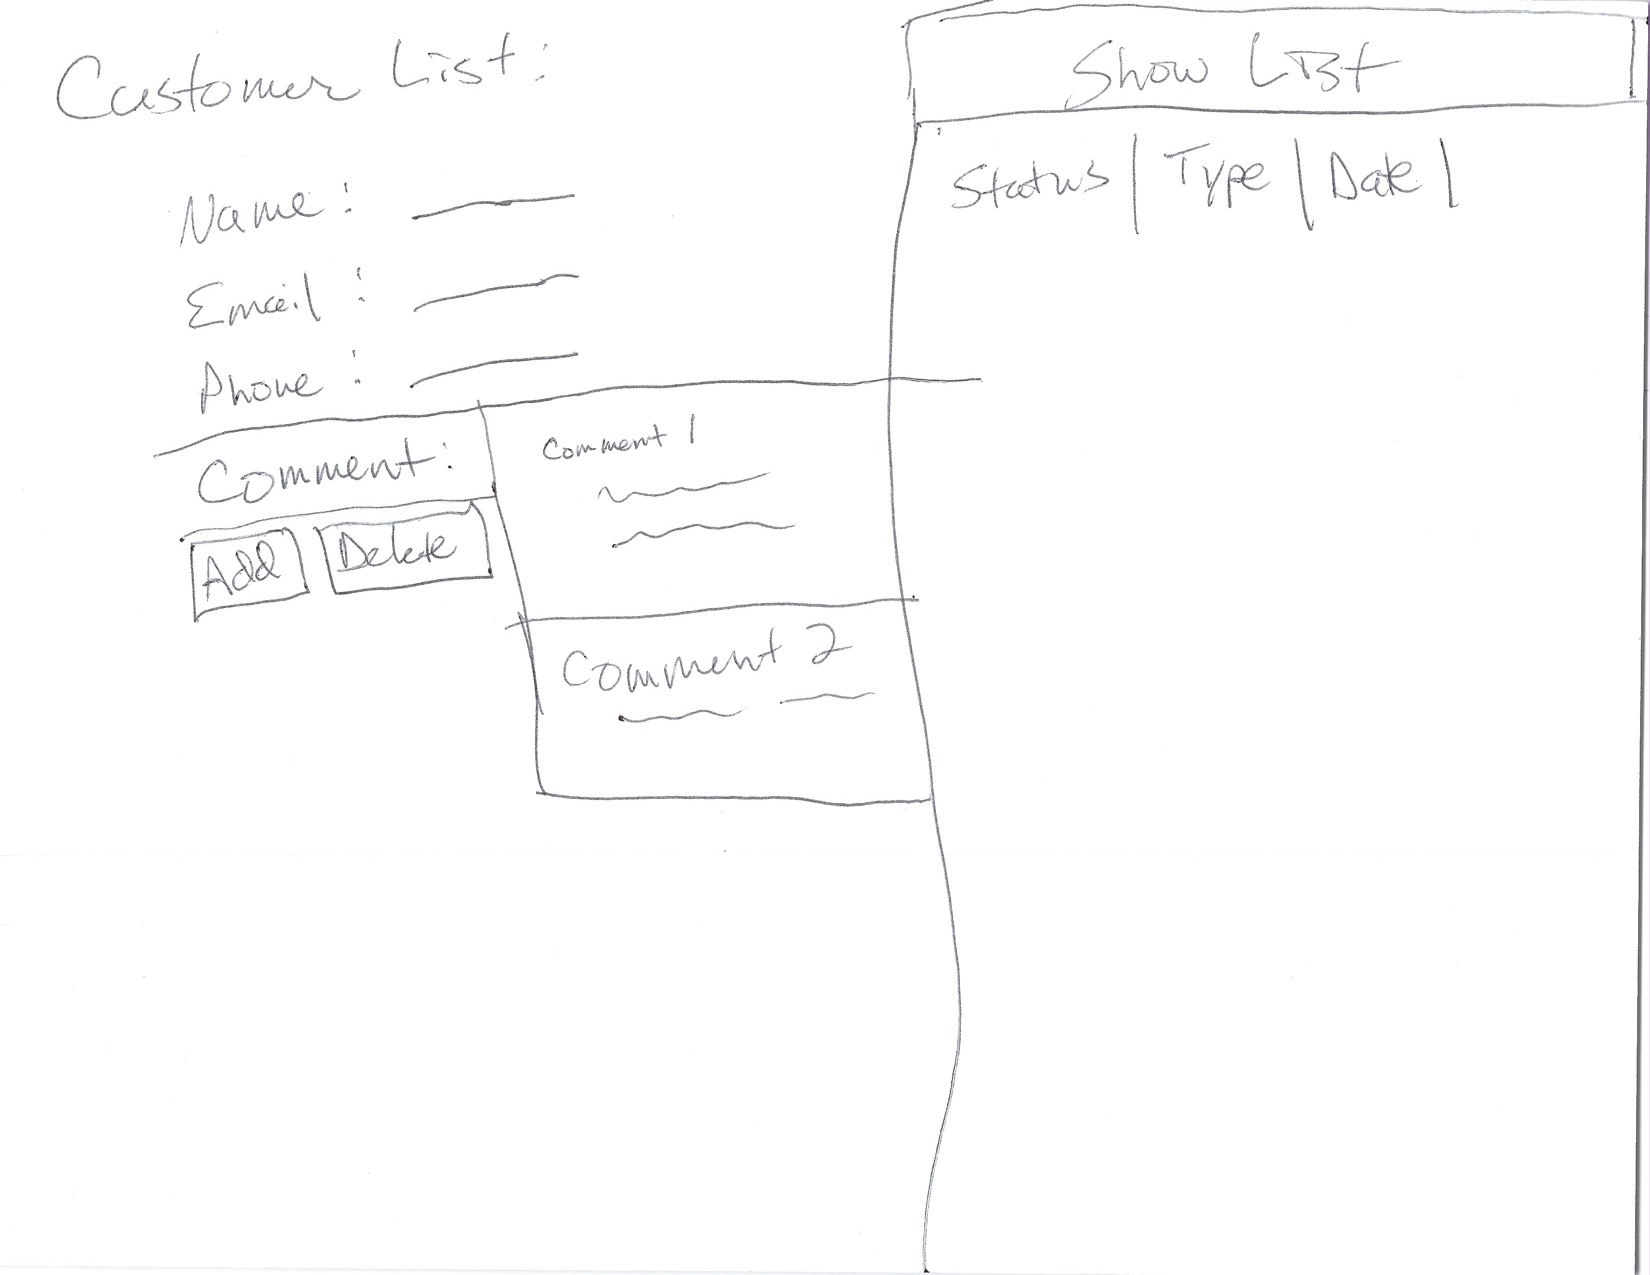 Customer List:
Name:
Email:
Phone:
Comment:
Add
Delete
Comment 1
Comment 2
Show List
Status | Type | Date |